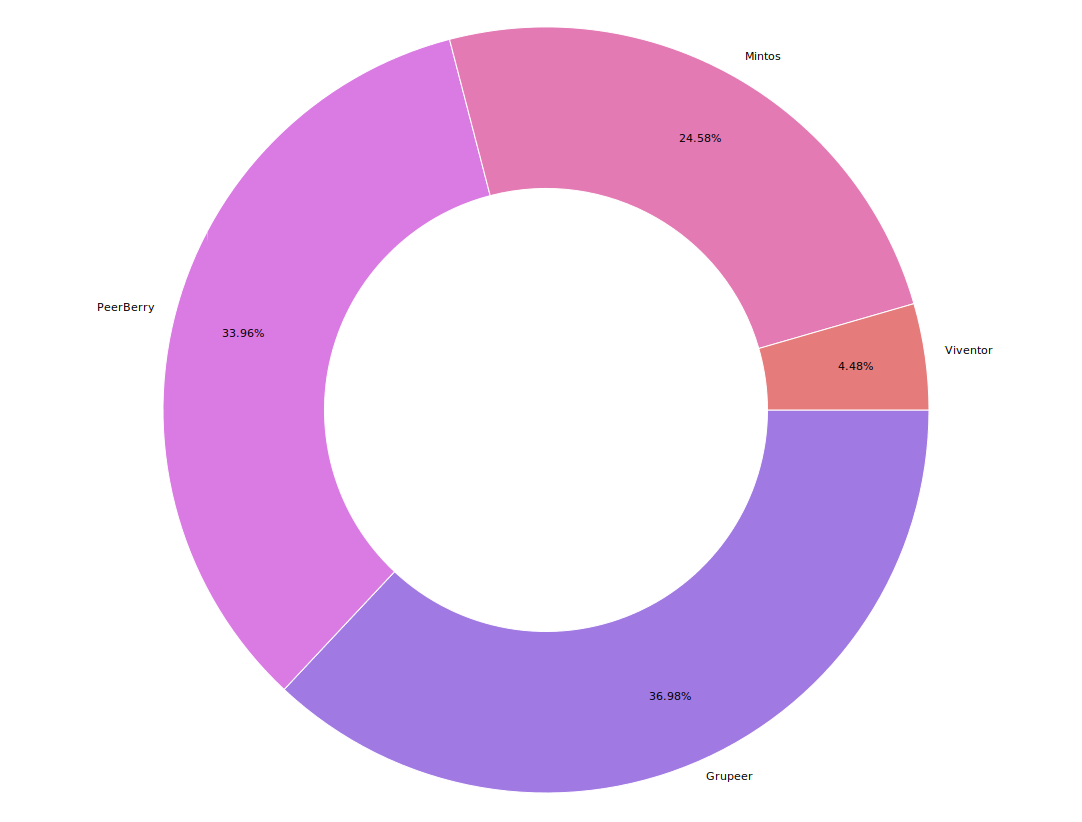 Mintos
24.58%
PeerBerry
33.96%
Viventor
4.48%
36.98%
Grupeer